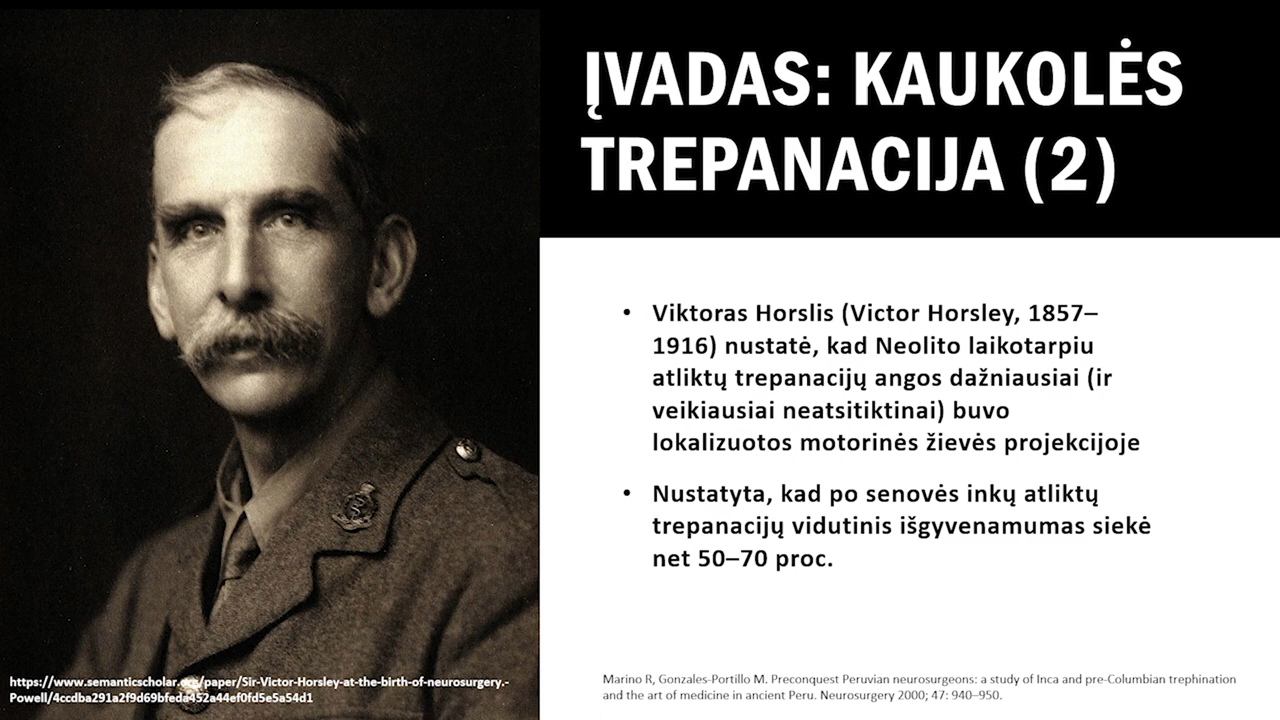 ĮVADAS: KAUKOLĖS
TREPANACIJA (2)
• Viktoras Horslis (Victor Horsley, 1857–
1916) nustatė, kad Neolito laikotarpiu
atliktų trepanacijų angos dažniausiai (ir
veikiausiai neatsitiktinai) buvo
lokalizuotos motorinės žievės projekcijoje
• Nustatyta, kad po senovės inkų atliktų
trepanacijų vidutinis išgyvenamumas siekė
net 50–70 proc.
https://www.semanticscholar.org/paper/Sir-Victor-Horsley-at-the-birth-of-neurosurgery.-
Powell/4ccdba291a2f9d69bfeda452a44ef0fd5e5a54d1
Marino R, Gonzales-Portillo M. Preconquest Peruvian neurosurgeons: a study of Inca and pre-Columbian trephination
and the art of medicine in ancient Peru. Neurosurgery 2000; 47: 940–950.